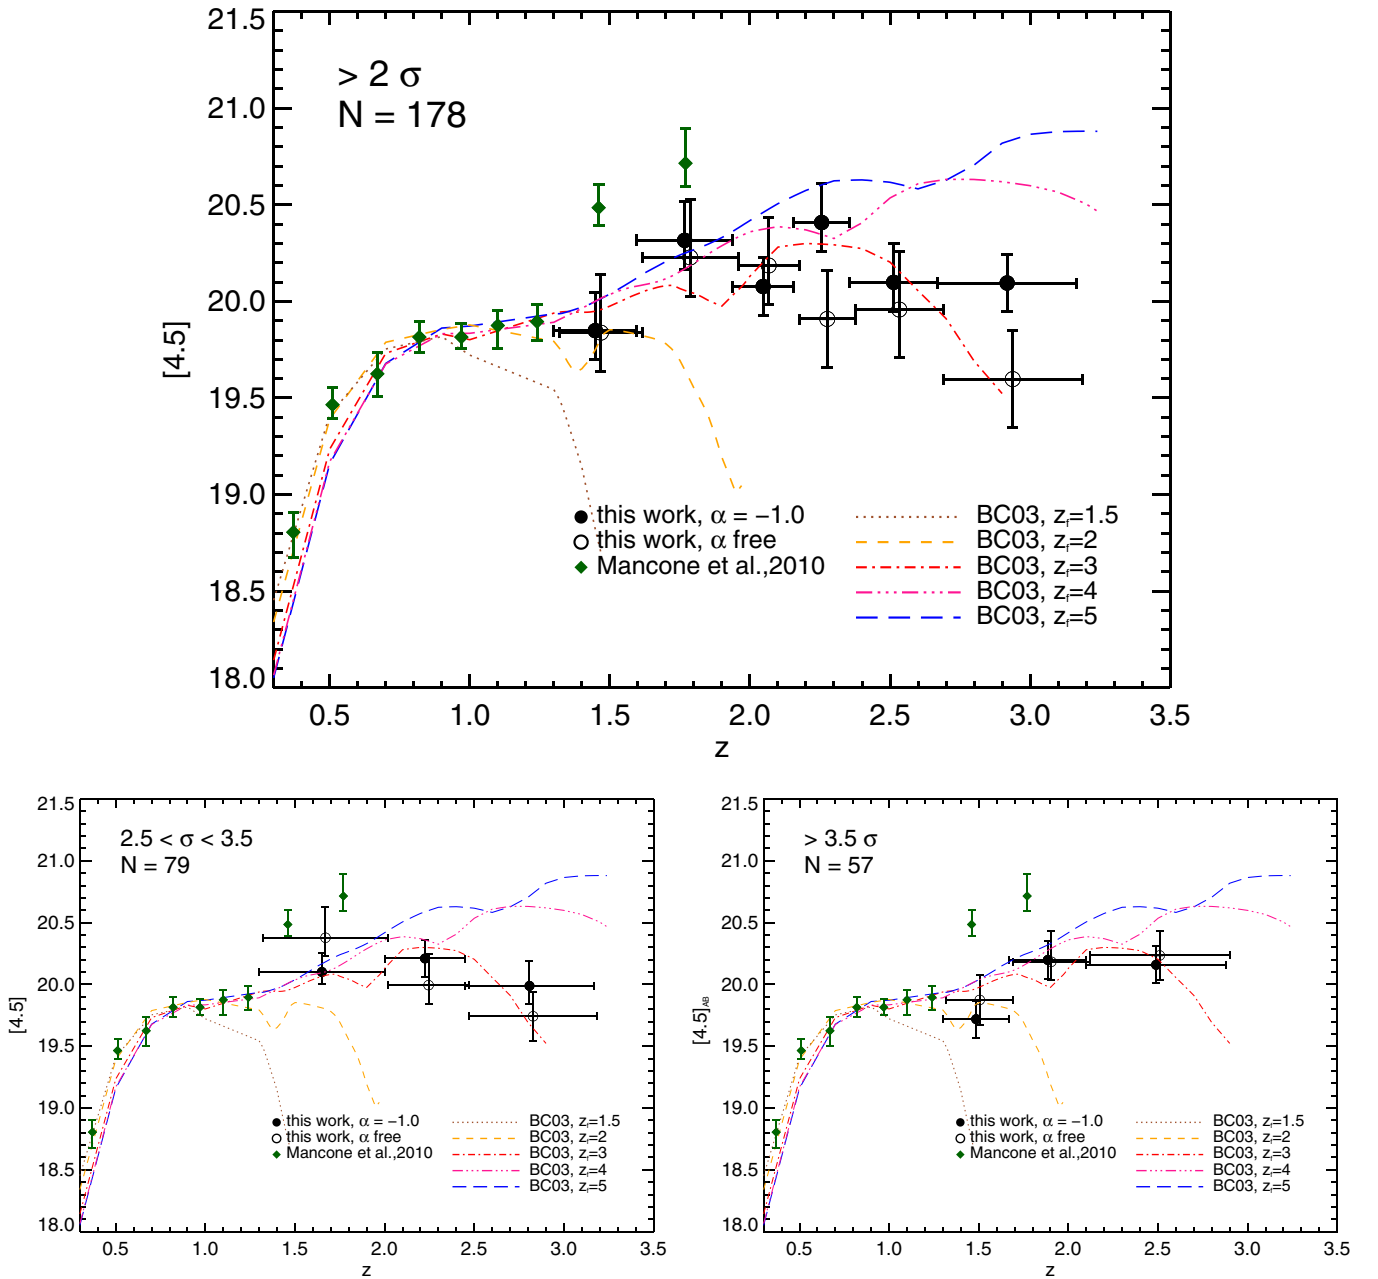 21.5
21.0
20.5
20.0
19.5
19.0
18.5
18.0
[4.5]
> 2 σ
N = 178
this work, α = −1.0
this work, α free
Mancone et al.,2010
BC03, zf=1.5
BC03, zf=2
BC03, zf=3
BC03, zf=4
BC03, zf=5
0.5 1.0 1.5 2.0 2.5 3.0 3.5
z
21.5
21.0
20.5
20.0
19.5
19.0
18.5
18.0
[4.5]
2.5 < σ < 3.5
N = 79
this work, α = −1.0
this work, α free
Mancone et al.,2010
BC03, zf=1.5
BC03, zf=2
BC03, zf=3
BC03, zf=4
BC03, zf=5
0.5 1.0 1.5 2.0 2.5 3.0 3.5
z
21.5
21.0
20.5
20.0
19.5
19.0
18.5
18.0
[4.5]AB
> 3.5 σ
N = 57
this work, α = −1.0
this work, α free
Mancone et al.,2010
BC03, zf=1.5
BC03, zf=2
BC03, zf=3
BC03, zf=4
BC03, zf=5
0.5 1.0 1.5 2.0 2.5 3.0 3.5
z